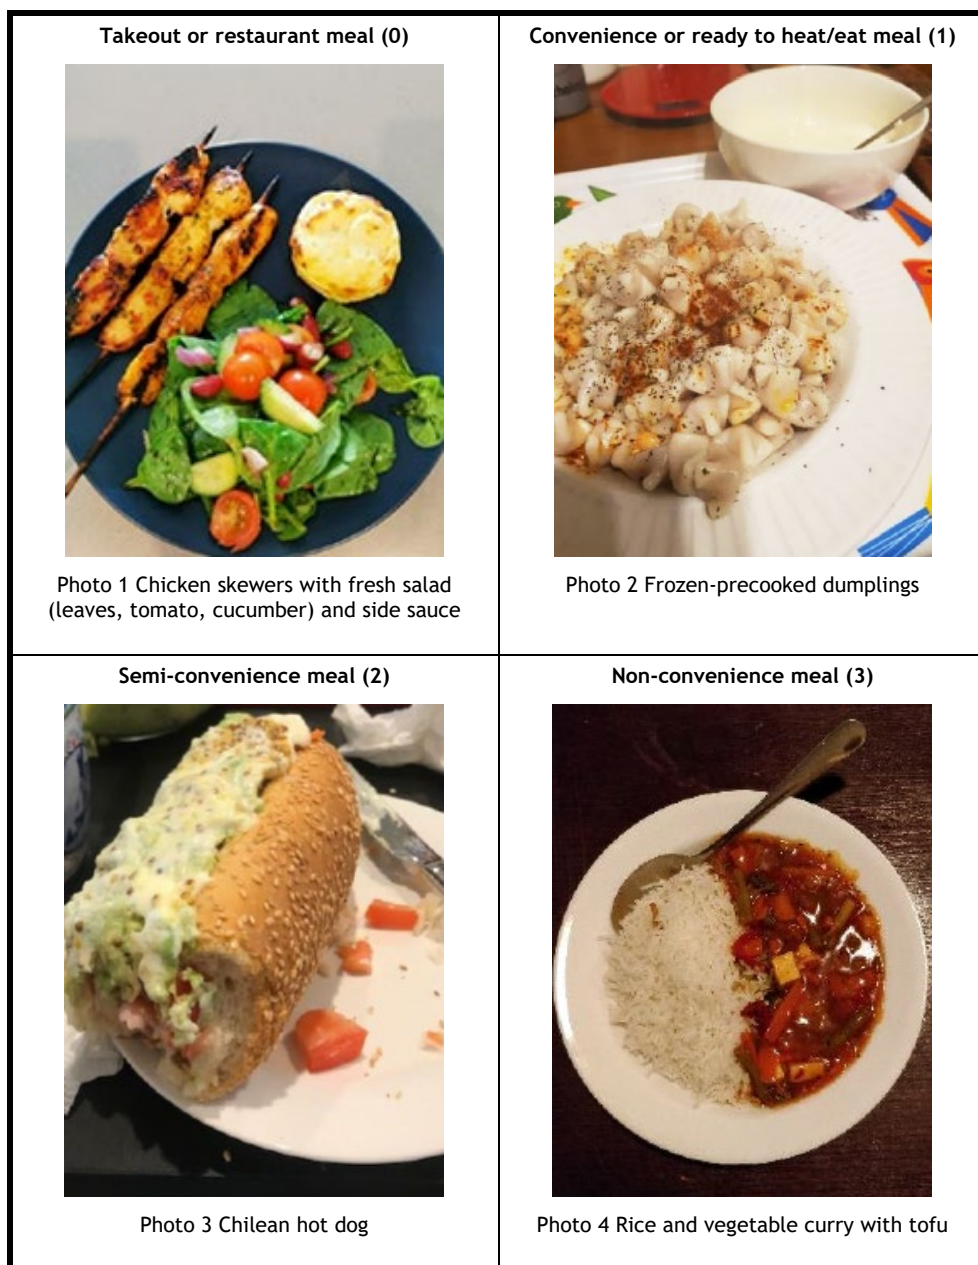 Takeout or restaurant meal (0)
Convenience or ready to heat/eat meal (1)
Photo 1 Chicken skewers with fresh salad
(leaves, tomato, cucumber) and side sauce
Photo 2 Frozen-precooked dumplings
Semi-convenience meal (2)
Non-convenience meal (3)
Photo 3 Chilean hot dog
Photo 4 Rice and vegetable curry with tofu